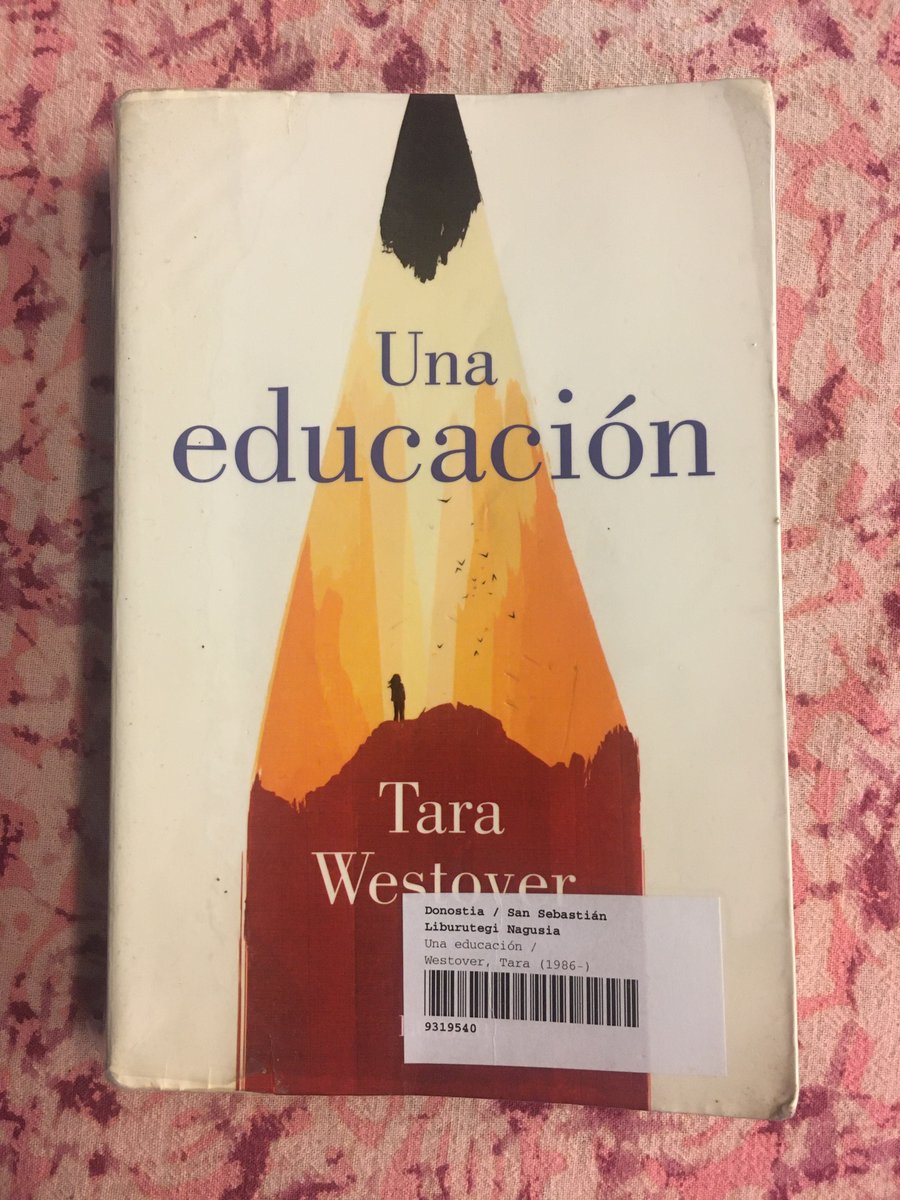 Una
educación
Tara
Westover
Donostia / San Sebastián
Liburutegi Nagusia
Una educación /
Westover, Tara (1986-)
9319540